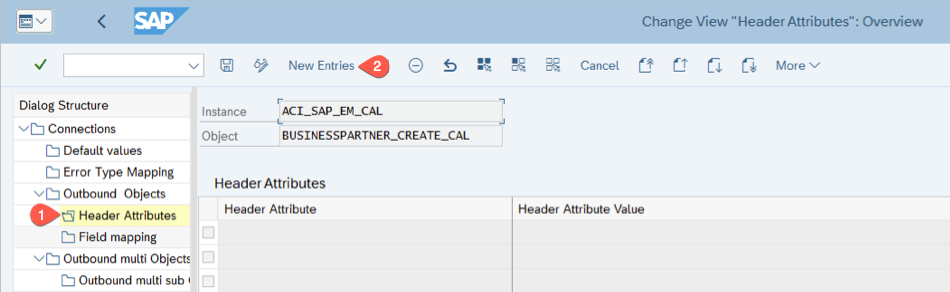 SAP
Change View "Header Attributes": Overview
New Entries
2
Cancel
More
Dialog Structure
Connections
Default values
Error Type Mapping
Outbound Objects
1
Header Attributes
Field mapping
Outbound multi Objects
Outbound multi sub
Instance
ACI_SAP_EM_CAL
Object
BUSINESSPARTNER_CREATE_CAL
Header Attributes
Header Attribute
Header Attribute Value